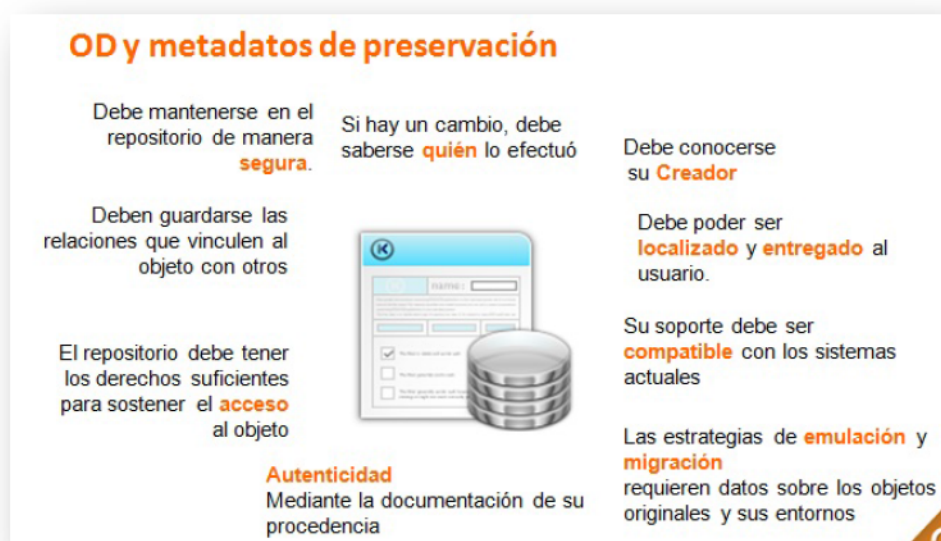 OD y metadatos de preservación
Debe mantenerse en el
repositorio de manera
segura.
Si hay un cambio, debe
saberse quién lo efectuó
Debe conocerse
su Creador
Deben guardarse las
relaciones que vinculen al
objeto con otros
Debe poder ser
localizado y entregado al
usuario.
name:
El repositorio debe tener
los derechos suficientes
para sostener el acceso
al objeto
Su soporte debe ser
compatible con los sistemas
actuales
Autenticidad
Mediante la documentación de su
procedencia
Las estrategias de emulación y
migración
requieren datos sobre los objetos
originales y sus entornos